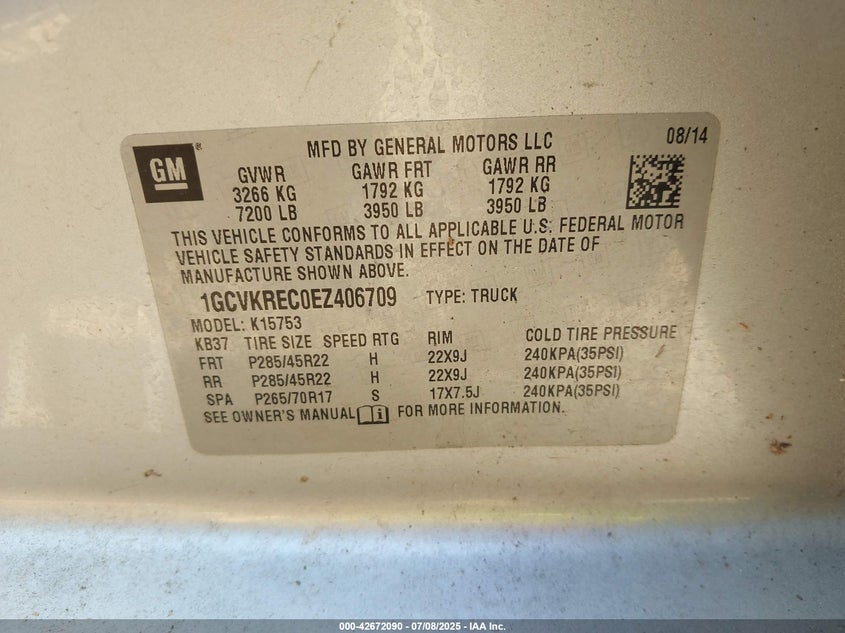 GM ®
MFD BY GENERAL MOTORS LLC 08/14
GVWR GAWR FRT GAWR RR
3266 KG 1792 KG 1792 KG
7200 LB 3950 LB 3950 LB
THIS VEHICLE CONFORMS TO ALL APPLICABLE U.S. FEDERAL MOTOR
VEHICLE SAFETY STANDARDS IN EFFECT ON THE DATE OF
MANUFACTURE SHOWN ABOVE.
1GCVKREC0EZ406709 TYPE: TRUCK
MODEL: K15753
KB37 TIRE SIZE SPEED RTG RIM COLD TIRE PRESSURE
FRT P285/45R22 H 22X9J 240KPA(35PSI)
RR P285/45R22 H 22X9J 240KPA(35PSI)
SPA P265/70R17 S 17X7.5J 240KPA(35PSI)
SEE OWNER'S MANUAL FOR MORE INFORMATION.
000-42672090 - 07/08/2025 - IAA Inc.